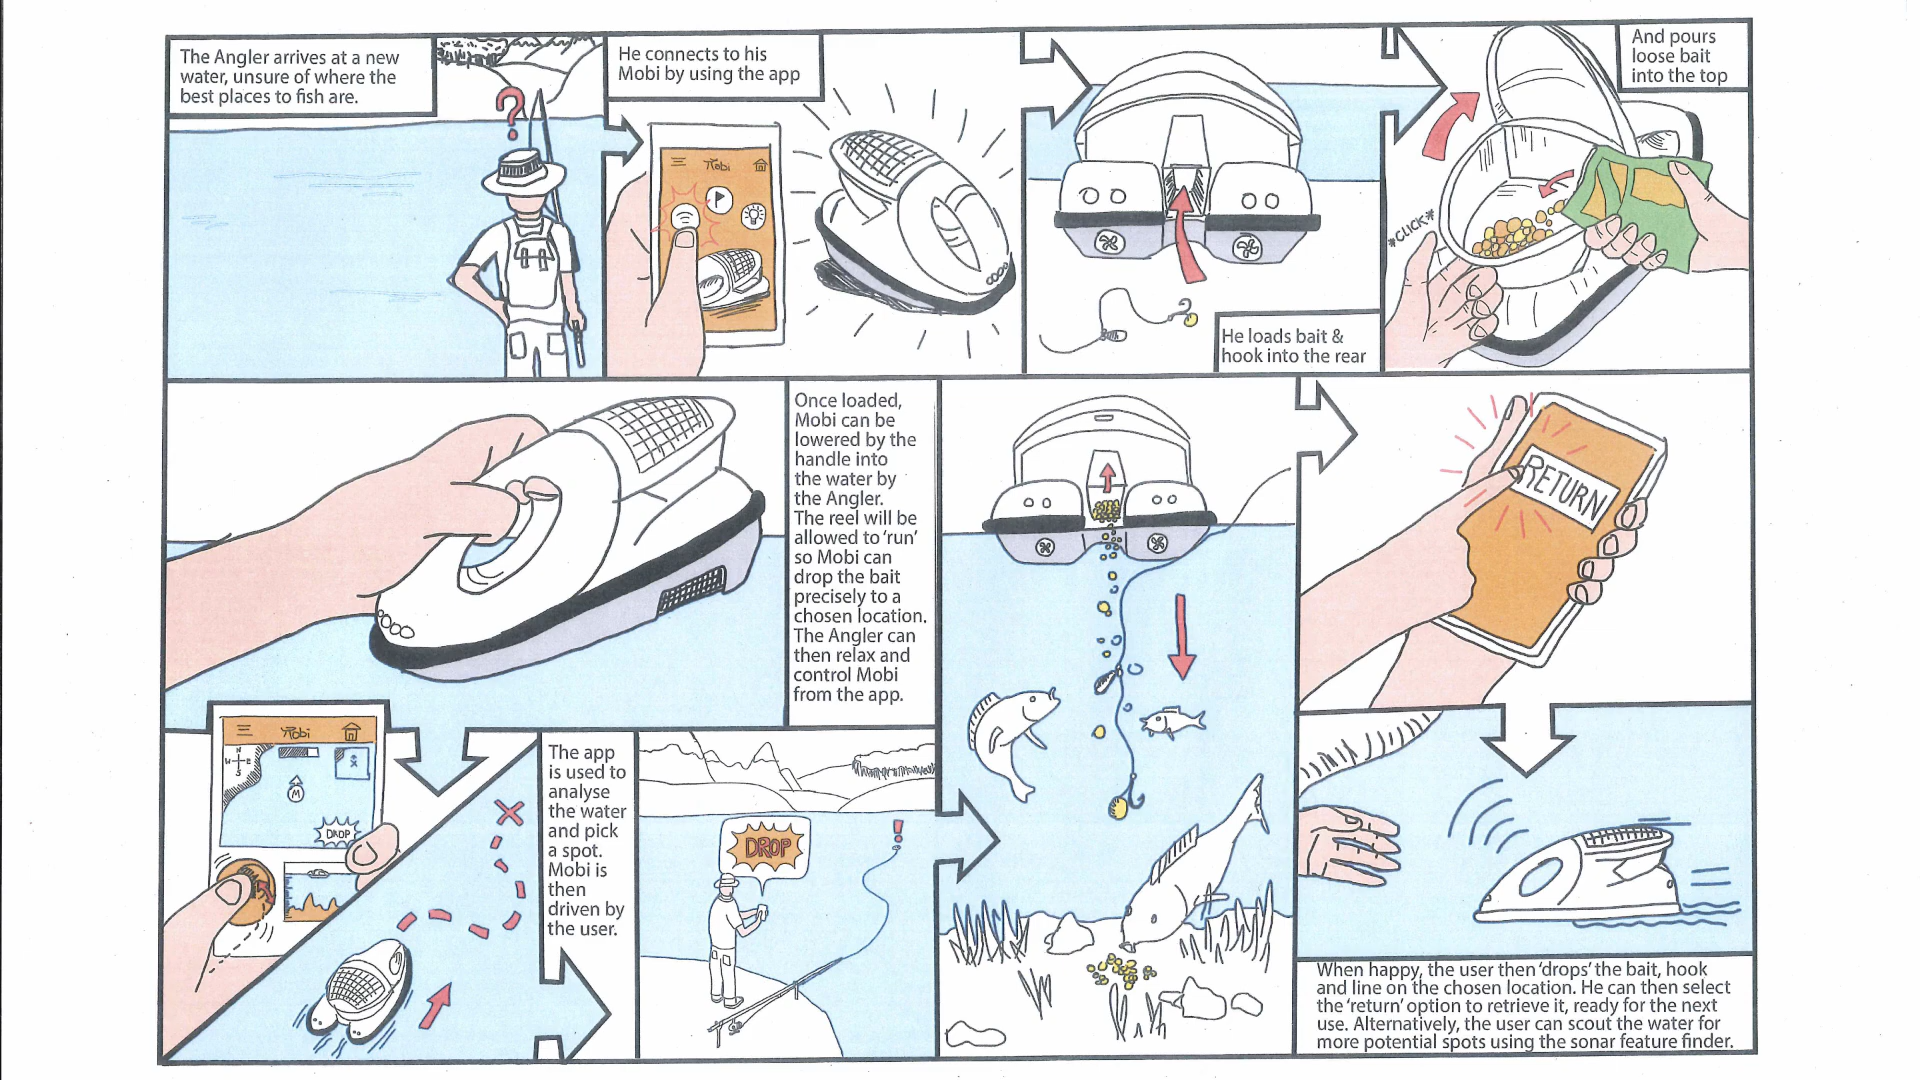 The Angler arrives at a new
water, unsure of where the
best places to fish are.
?
He connects to his
Mobi by using the app
Mobi
He loads bait &
hook into the rear
And pours
loose bait
into the top
*CLICK*
Once loaded,
Mobi can be
lowered by the
handle into
the water by
the Angler.
The reel will be
allowed to 'run'
so Mobi can
drop the bait
precisely to a
chosen location.
The Angler can
then relax and
control Mobi
from the app.
Mobi
N
W E
S
M
x
DROP
The app
is used to
analyse
the water
and pick
a spot.
Mobi is
then
driven by
the user.
DROP
!
RETURN
When happy, the user then 'drops' the bait, hook
and line on the chosen location. He can then select
the 'return' option to retrieve it, ready for the next
use. Alternatively, the user can scout the water for
more potential spots using the sonar feature finder.